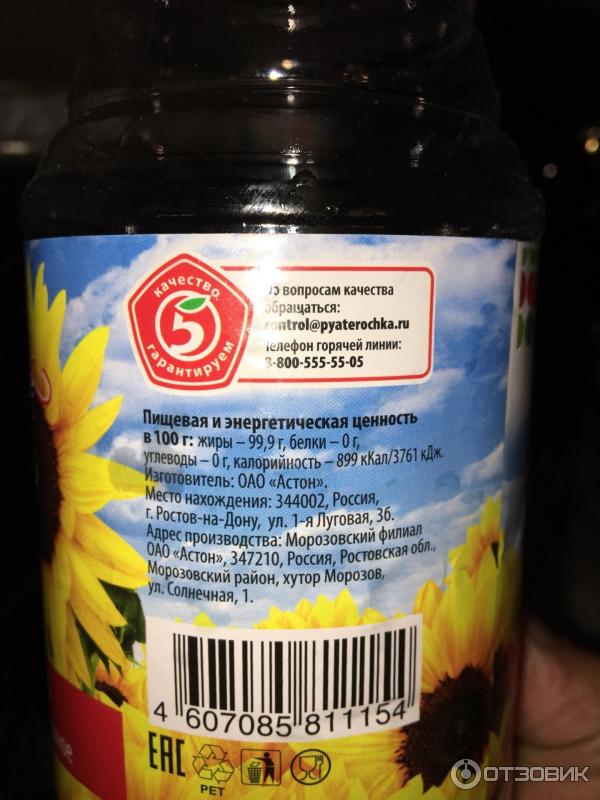 качество
5
гарантируем
вопросам качества
обращаться:
control@pyaterochka.ru
телефон горячей линии:
8-800-555-55-05
Пищевая и энергетическая ценность
в 100 г: жиры – 99,9 г, белки – 0 г,
углеводы – 0 г, калорийность – 899 кКал/3761 кДж.
Изготовитель: ОАО «Астон».
Место нахождения: 344002, Россия,
г. Ростов-на-Дону, ул. 1-я Луговая, 3б.
Адрес производства: Морозовский филиал
ОАО «Астон», 347210, Россия, Ростовская обл.,
Морозовский район, хутор Морозов,
ул. Солнечная, 1.
4 607085 811154
EAC
PET
ОТЗОВИК